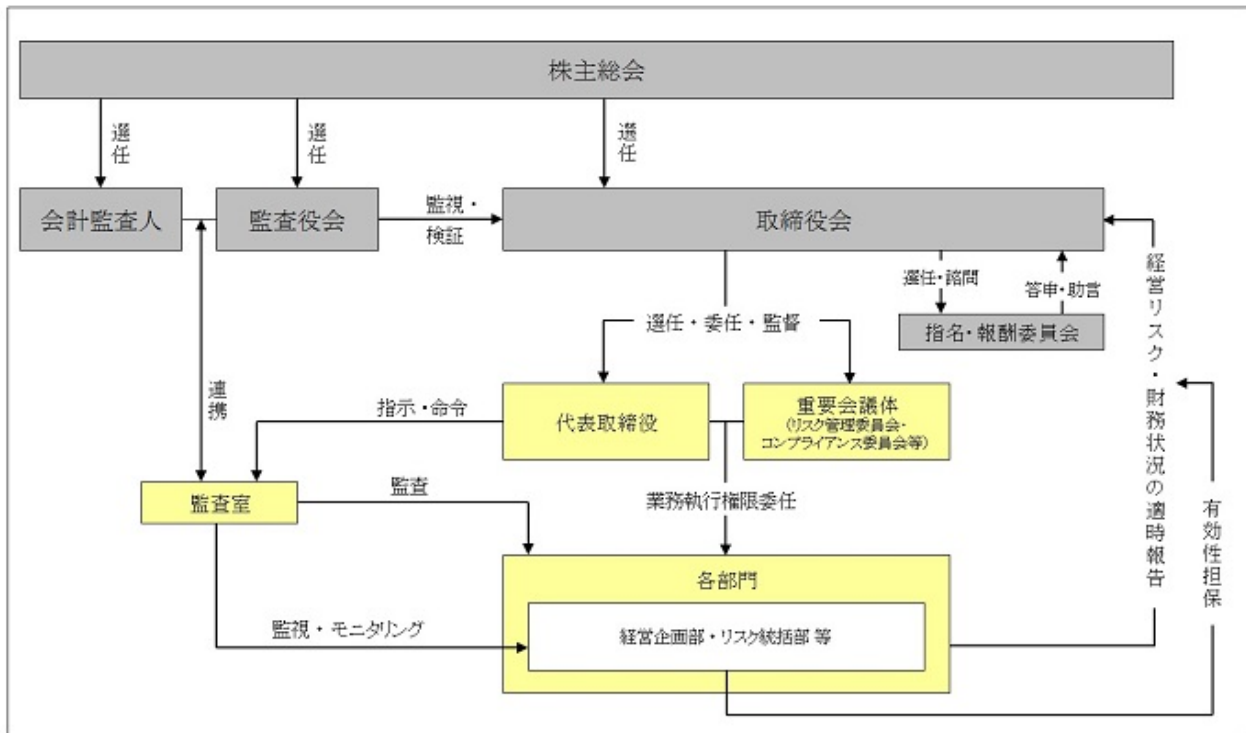 株主総会
選任
選任
選任
会計監査人
監査役会
監視・
検証
取締役会
選任・諮問
答申・助言
指名・報酬委員会
経営リスク・財務状況の適時報告
選任・委任・監督
連携
指示・命令
代表取締役
重要会議体
(リスク管理委員会・
コンプライアンス委員会等)
監査室
監査
業務執行権限委任
有効性担保
各部門
監視・モニタリング
経営企画部・リスク統括部 等